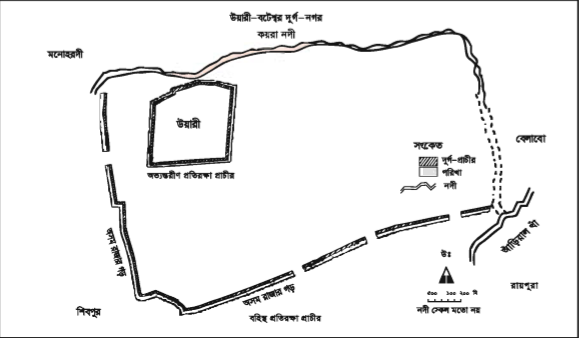 উয়ারী-বটেশ্বর দুর্গ-নগর
কয়রা নদী
মনোহরদী
উয়ারী
অভ্যন্তরীণ প্রতিরক্ষা প্রাচীর
সংকেত
দুর্গ-প্রাচীর
পরিখা
নদী
বেলাবো
আড়িয়াল খাঁ
অসম রাজার গড়
উঃ
রায়পুরা
অসম রাজার গড়
নদী স্কেল মতো নয়
শিবপুর
বহিস্থ প্রতিরক্ষা প্রাচীর